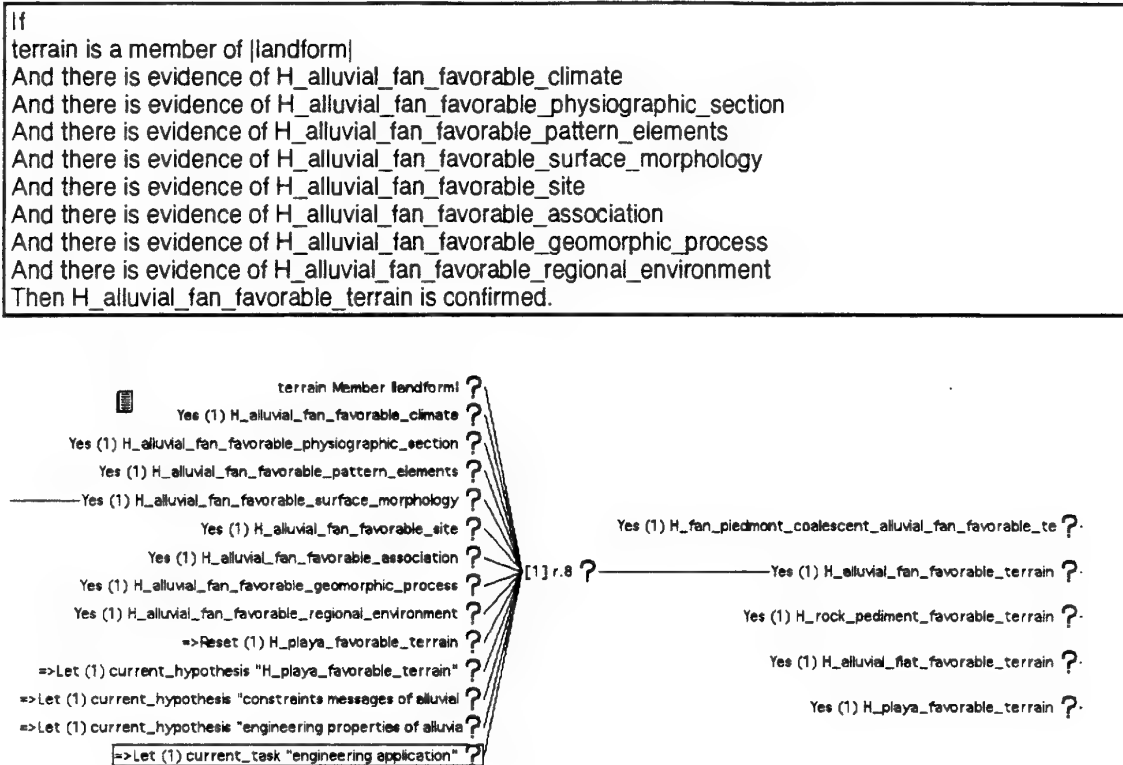 If
terrain is a member of |landform|
And there is evidence of H_alluvial_fan_favorable_climate
And there is evidence of H_alluvial_fan_favorable_physiographic_section
And there is evidence of H_alluvial_fan_favorable_pattern_elements
And there is evidence of H_alluvial_fan_favorable_surface_morphology
And there is evidence of H_alluvial_fan_favorable_site
And there is evidence of H_alluvial_fan_favorable_association
And there is evidence of H_alluvial_fan_favorable_geomorphic_process
And there is evidence of H_alluvial_fan_favorable_regional_environment
Then H_alluvial_fan_favorable_terrain is confirmed.
terrain Member |landform| ?
Yes (1) H_alluvial_fan_favorable_climate ?
Yes (1) H_alluvial_fan_favorable_physiographic_section ?
Yes (1) H_alluvial_fan_favorable_pattern_elements ?
Yes (1) H_alluvial_fan_favorable_surface_morphology ?
Yes (1) H_alluvial_fan_favorable_site ?
Yes (1) H_alluvial_fan_favorable_association ?
Yes (1) H_alluvial_fan_favorable_geomorphic_process ?
Yes (1) H_alluvial_fan_favorable_regional_environment ?
=>Reset (1) H_playa_favorable_terrain ?
=>Let (1) current_hypothesis "H_playa_favorable_terrain" ?
=>Let (1) current_hypothesis "constraints messages of alluvial ?
=>Let (1) current_hypothesis "engineering properties of alluvia ?
=>Let (1) current_task "engineering application" ?
[1] r.8 ?
Yes (1) H_fan_piedmont_coalescent_alluvial_fan_favorable_te ?
Yes (1) H_alluvial_fan_favorable_terrain ?
Yes (1) H_rock_pediment_favorable_terrain ?
Yes (1) H_alluvial_flat_favorable_terrain ?
Yes (1) H_playa_favorable_terrain ?